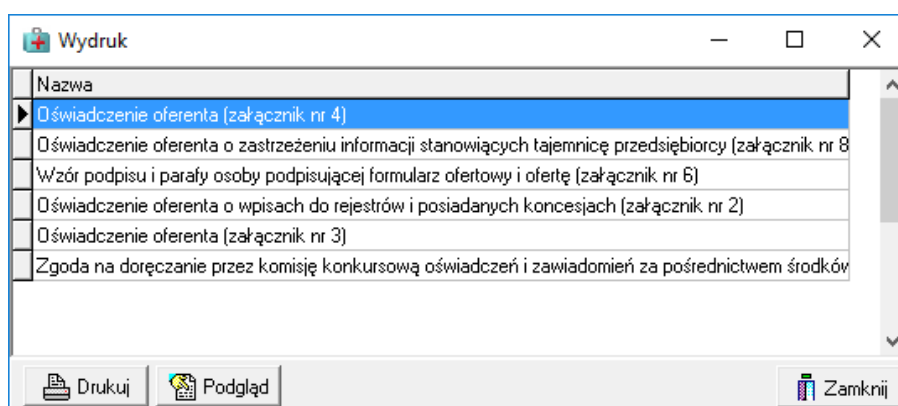 Wydruk
Nazwa
Oświadczenie oferenta (załącznik nr 4)
Oświadczenie oferenta o zastrzeżeniu informacji stanowiących tajemnicę przedsiębiorcy (załącznik nr 8
Wzór podpisu i parafy osoby podpisującej formularz ofertowy i ofertę (załącznik nr 6)
Oświadczenie oferenta o wpisach do rejestrów i posiadanych koncesjach (załącznik nr 2)
Oświadczenie oferenta (załącznik nr 3)
Zgoda na doręczanie przez komisję konkursową oświadczeń i zawiadomień za pośrednictwem środków
Drukuj Podgląd Zamknij